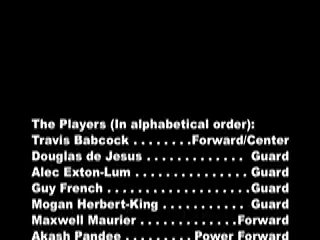 The Players (In alphabetical order):
Travis Babcock . . . . . . . . Forward/Center
Douglas de Jesus . . . . . . . . . . . . . Guard
Alec Exton-Lum . . . . . . . . . . . . . . . Guard
Guy French . . . . . . . . . . . . . . . . . . .Guard
Mogan Herbert-King . . . . . . . . . . . Guard
Maxwell Maurier . . . . . . . . . . . . .Forward
Akash Pandee . . . . . . . . . Power Forward